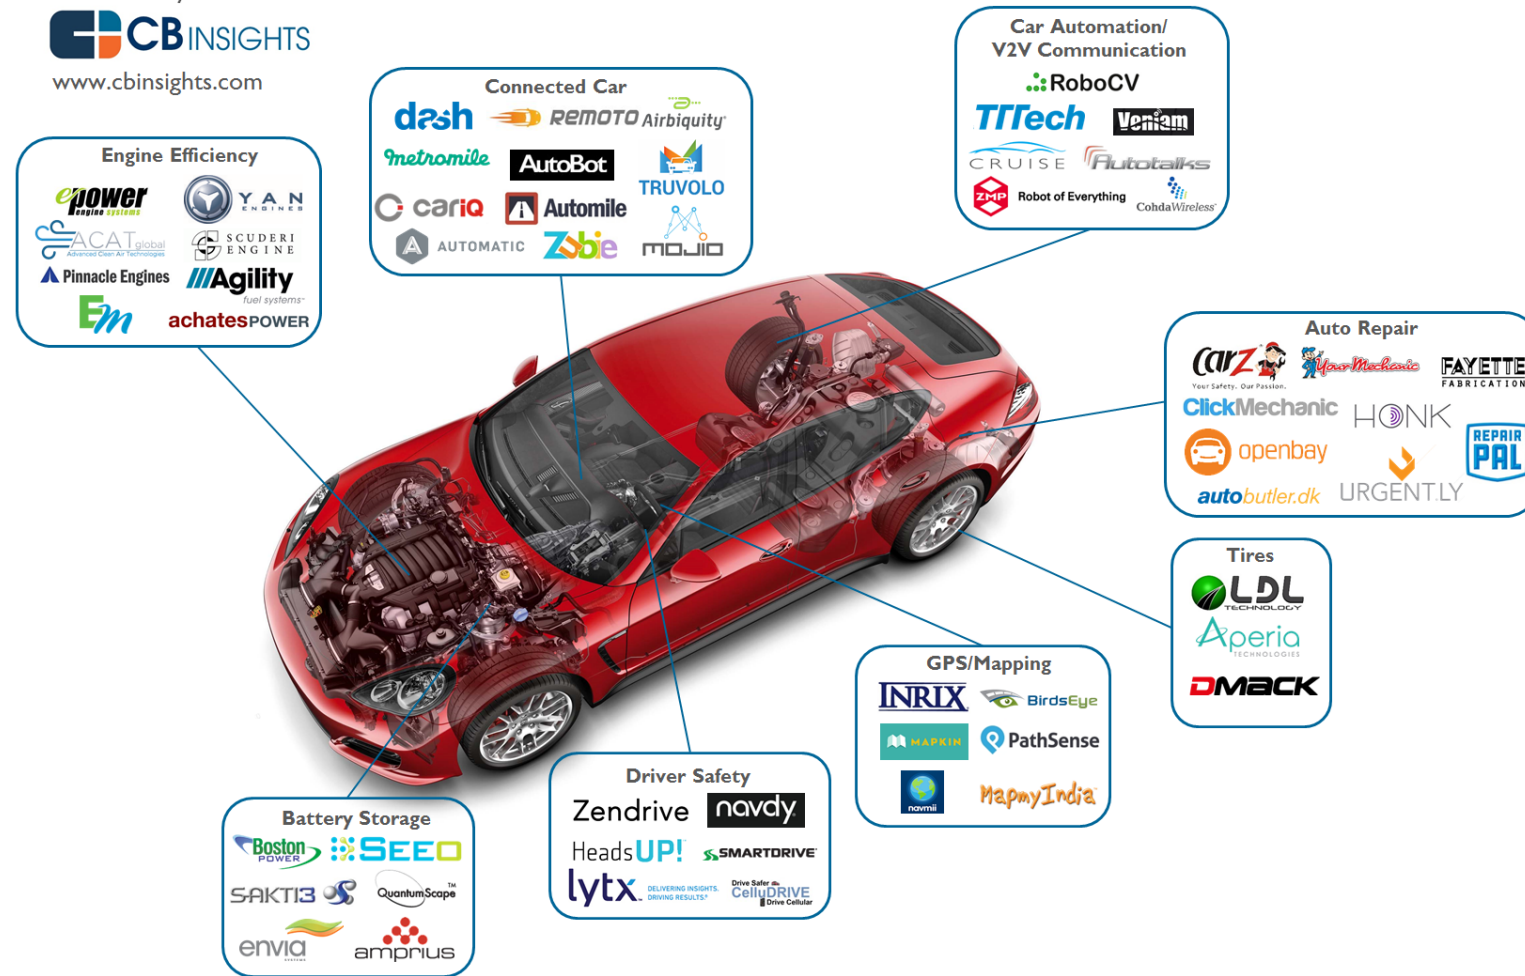 CBINSIGHTS
www.cbinsights.com
Engine Efficiency
epower
engine systems
YAN
ENGINES
ACAT global
Advanced Clean Air Technologies
SCUDERI
ENGINE
Pinnacle Engines
Agility
fuel systems
Em
achates POWER
Connected Car
dash
REMOTO
Airbiquity
metromile
AutoBot
TRUVOLO
cariQ
Automile
AUTOMATIC
Zubie
mojio
Car Automation/
V2V Communication
RoboCV
TTTech
Veniam
CRUISE
Autotalks
ZMP
Robot of Everything
CohdaWireless
Auto Repair
Carz
Your Safety. Our Passion.
YourMechanic
FAYETTE
FABRICATION
ClickMechanic
HONK
openbay
REPAIR
PAL
autobutler.dk
URGENT.LY
Tires
LDL
TECHNOLOGY
Aperia
TECHNOLOGIES
DMACK
GPS/Mapping
INRIX
BirdsEye
MAPKIN
PathSense
navmii
MapmyIndia
Driver Safety
Zendrive
navdy
HeadsUP!
SMARTDRIVE
lytx
DELIVERING INSIGHTS.
DRIVING RESULTS.
Drive Safer
CellyDRIVE
Drive Cellular
Battery Storage
Boston
POWER
SEEO
SAKTI3
QuantumScape™
envia
SYSTEMS
amprius